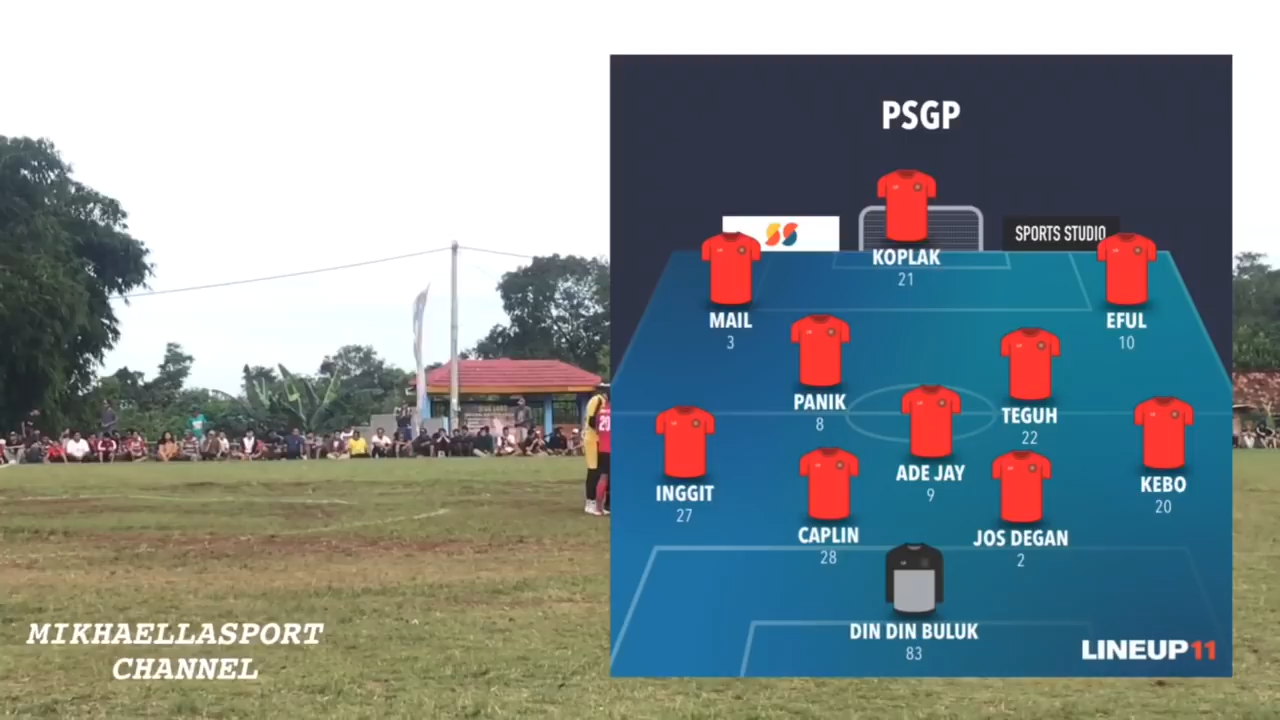 PSGP
SPORTS STUDIO
KOPLAK
21
MAIL
3
EFUL
10
PANIK
8
TEGUH
22
ADE JAY
9
INGGIT
27
KEBO
20
CAPLIN
28
JOS DEGAN
2
DIN DIN BULUK
83
LINEUP11
20
MIKHAELLASPORT
CHANNEL